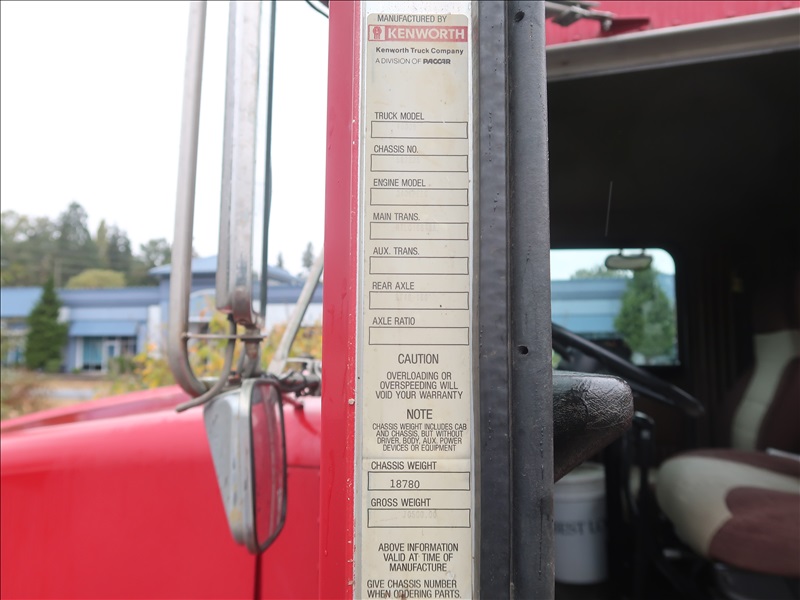 MANUFACTURED BY
KENWORTH
Kenworth Truck Company
A DIVISION OF PACCAR
TRUCK MODEL
CHASSIS NO.
ENGINE MODEL
MAIN TRANS.
AUX. TRANS.
REAR AXLE
AXLE RATIO
CAUTION
OVERLOADING OR
OVERSPEEDING WILL
VOID YOUR WARRANTY
NOTE
CHASSIS WEIGHT INCLUDES CAB
AND CHASSIS, BUT WITHOUT
DRIVER, BODY, AUX. POWER
DEVICES OR EQUIPMENT
CHASSIS WEIGHT
18780
GROSS WEIGHT
ABOVE INFORMATION
VALID AT TIME OF
MANUFACTURE
GIVE CHASSIS NUMBER
WHEN ORDERING PARTS.